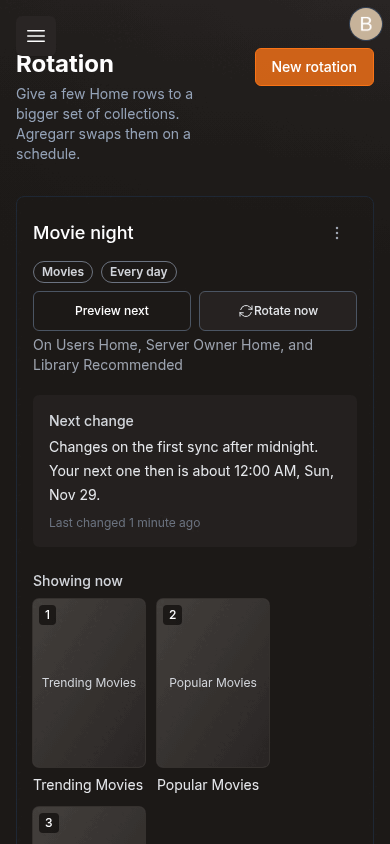 B
Rotation
New rotation
Give a few Home rows to a
bigger set of collections.
Agregarr swaps them on a
schedule.
Movie night
Movies
Every day
Preview next
Rotate now
On Users Home, Server Owner Home, and
Library Recommended
Next change
Changes on the first sync after midnight.
Your next one then is about 12:00 AM, Sun,
Nov 29.
Last changed 1 minute ago
Showing now
1
2
Trending Movies
Popular Movies
Trending Movies
Popular Movies
3